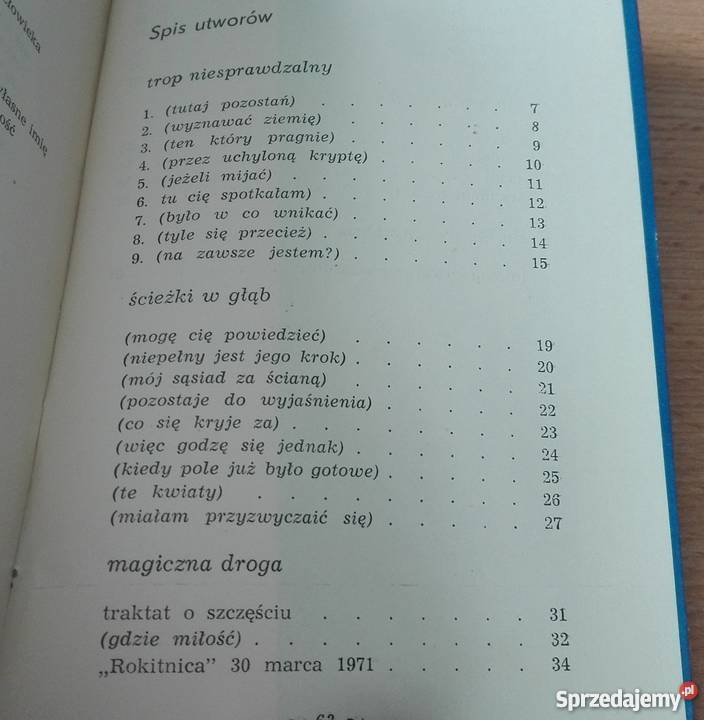 łowieka
własne imię
ość
Spis utworów
trop niesprawdzalny
1. (tutaj pozostań) . . . . . . 7
2. (wyznawać ziemię) . . . . . 8
3. (ten który pragnie) . . . . . 9
4. (przez uchyloną kryptę) . . . . 10
5. (jeżeli mijać) . . . . . . 11
6. tu cię spotkałam) . . . . . 12
7. (było w co wnikać) . . . . . 13
8. (tyle się przecież) . . . . . 14
9. (na zawsze jestem?) . . . . . 15
ścieżki w głąb
(mogę cię powiedzieć) . . . . . 19
(niepełny jest jego krok) . . . . . 20
(mój sąsiad za ścianą) . . . . . 21
(pozostaje do wyjaśnienia) . . . . 22
(co się kryje za) . . . . . . 23
(więc godzę się jednak) . . . . . 24
(kiedy pole już było gotowe) . . . . 25
(te kwiaty) . . . . . . . 26
(miałam przyzwyczaić się) . . . . 27
magiczna droga
traktat o szczęściu . . . . . 31
(gdzie miłość) . . . . . . . 32
„Rokitnica" 30 marca 1971 . . . . 34
62
Sprzedajemy.pl